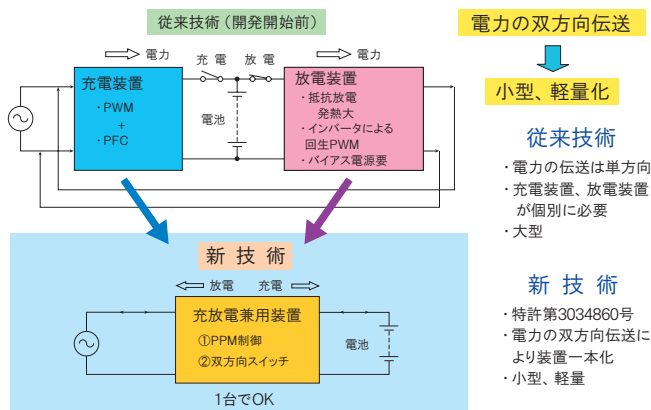 従来技術（開発開始前）
電力
充 電
放 電
電力
充電装置
・PWM
+
・PFC
電池
放電装置
・抵抗放電
発熱大
・インバータによる
回生PWM
・バイアス電源要
新 技 術
放電
充電
充放電兼用装置
①PPM制御
②双方向スイッチ
電池
1台でOK
電力の双方向伝送
小型、軽量化
従来技術
・電力の伝送は単方向
・充電装置、放電装置
が個別に必要
・大型
新 技 術
・特許第3034860号
・電力の双方向伝送に
より装置一本化
・小型、軽量